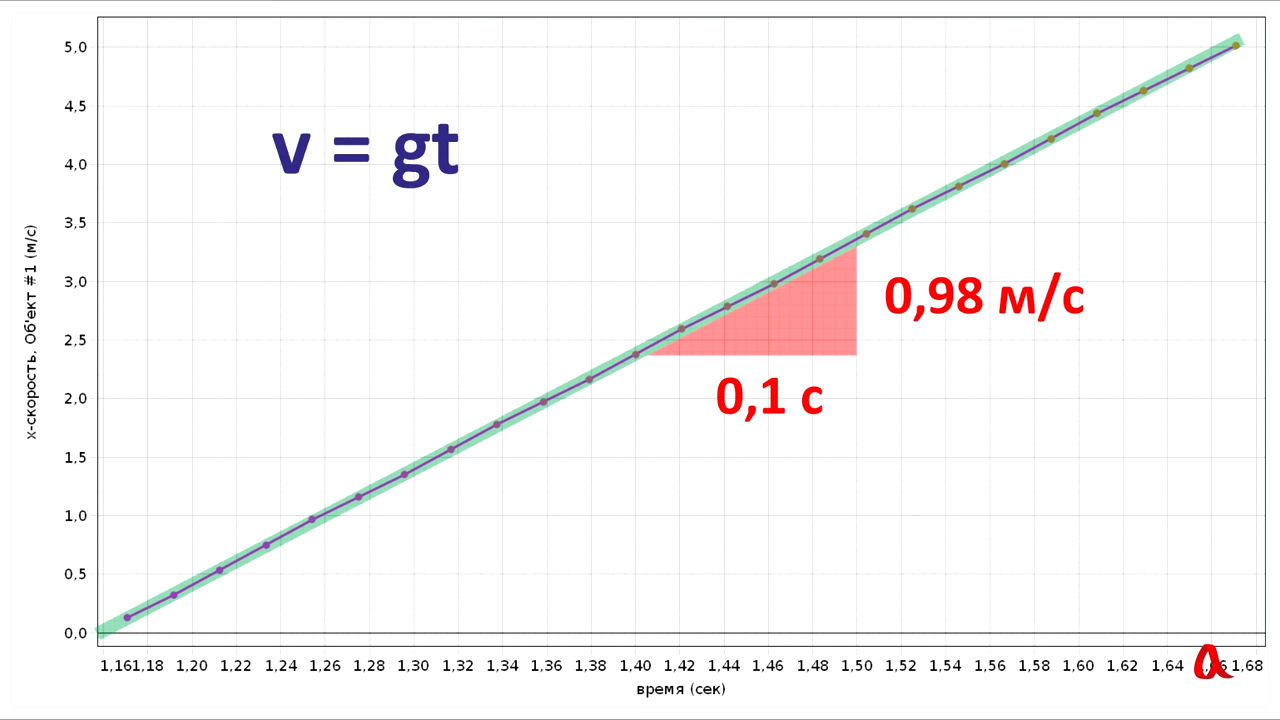 5,0
4,5
v = gt
4,0
3,5
х-скорость, Об'ект #1 (м/с)
3,0
0,98 м/с
2,5
0,1 с
2,0
1,5
1,0
0,5
0,0
1,16 1,18 1,20 1,22 1,24 1,26 1,28 1,30 1,32 1,34 1,36 1,38 1,40 1,42 1,44 1,46 1,48 1,50 1,52 1,54 1,56 1,58 1,60 1,62 1,64 1,68
время (сек)
a